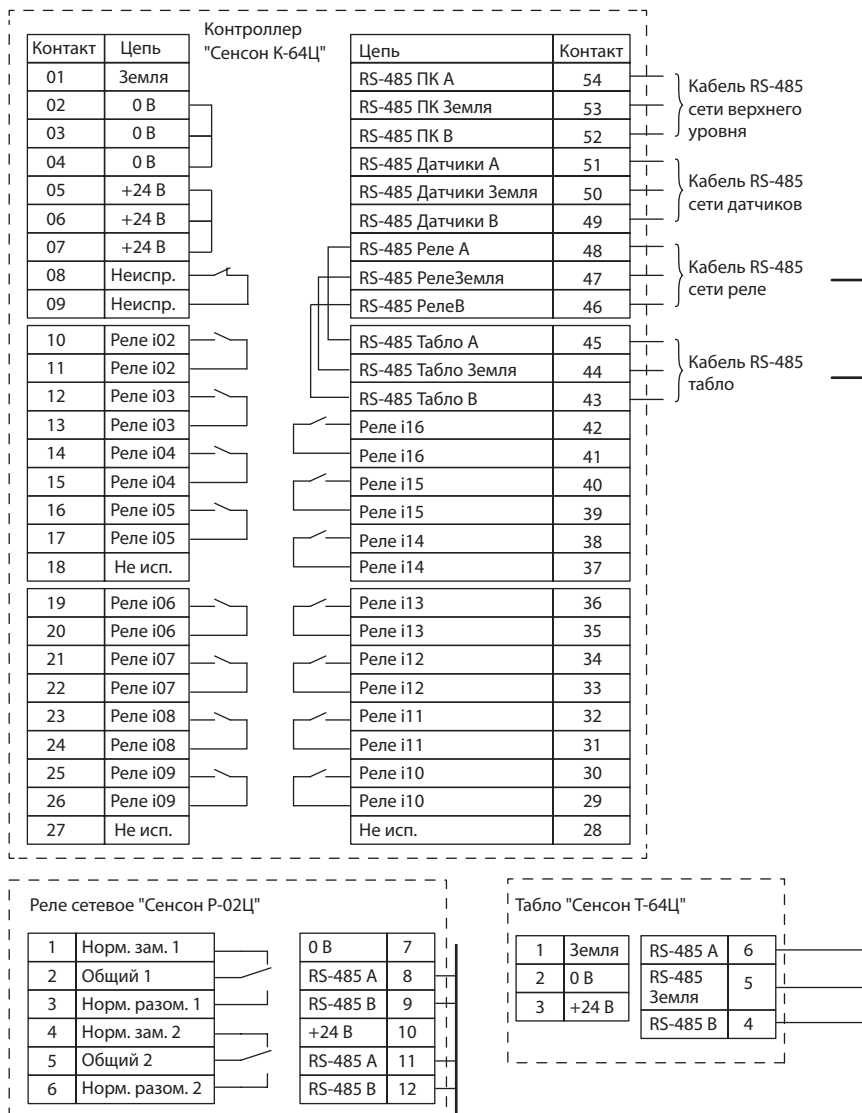 Контроллер
"Сенсон К-64Ц"
Контакт Цепь
01 Земля
02 0 В
03 0 В
04 0 В
05 +24 В
06 +24 В
07 +24 В
08 Неиспр.
09 Неиспр.
10 Реле i02
11 Реле i02
12 Реле i03
13 Реле i03
14 Реле i04
15 Реле i04
16 Реле i05
17 Реле i05
18 Не исп.
19 Реле i06
20 Реле i06
21 Реле i07
22 Реле i07
23 Реле i08
24 Реле i08
25 Реле i09
26 Реле i09
27 Не исп.
Цепь Контакт
RS-485 ПК А 54
RS-485 ПК Земля 53
RS-485 ПК В 52
RS-485 Датчики А 51
RS-485 Датчики Земля 50
RS-485 Датчики В 49
RS-485 Реле А 48
RS-485 РелеЗемля 47
RS-485 РелеВ 46
RS-485 Табло А 45
RS-485 Табло Земля 44
RS-485 Табло В 43
Реле i16 42
Реле i16 41
Реле i15 40
Реле i15 39
Реле i14 38
Реле i14 37
Реле i13 36
Реле i13 35
Реле i12 34
Реле i12 33
Реле i11 32
Реле i11 31
Реле i10 30
Реле i10 29
Не исп. 28
Кабель RS-485
сети верхнего
уровня
Кабель RS-485
сети датчиков
Кабель RS-485
сети реле
Кабель RS-485
табло
Реле сетевое "Сенсон Р-02Ц"
1 Норм. зам. 1
2 Общий 1
3 Норм. разом. 1
4 Норм. зам. 2
5 Общий 2
6 Норм. разом. 2
0 В 7
RS-485 А 8
RS-485 В 9
+24 В 10
RS-485 А 11
RS-485 В 12
Табло "Сенсон Т-64Ц"
1 Земля
2 0 В
3 +24 В
RS-485 А 6
RS-485
Земля 5
RS-485 В 4